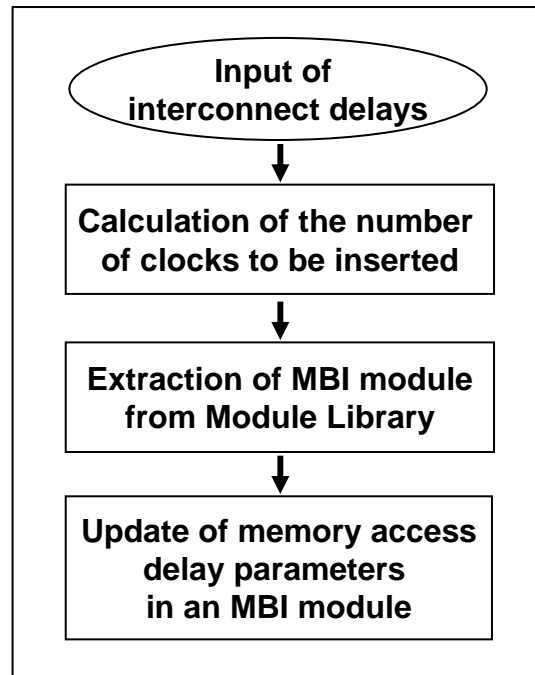 Input of
interconnect delays
Calculation of the number
of clocks to be inserted
Extraction of MBI module
from Module Library
Update of memory access
delay parameters
in an MBI module